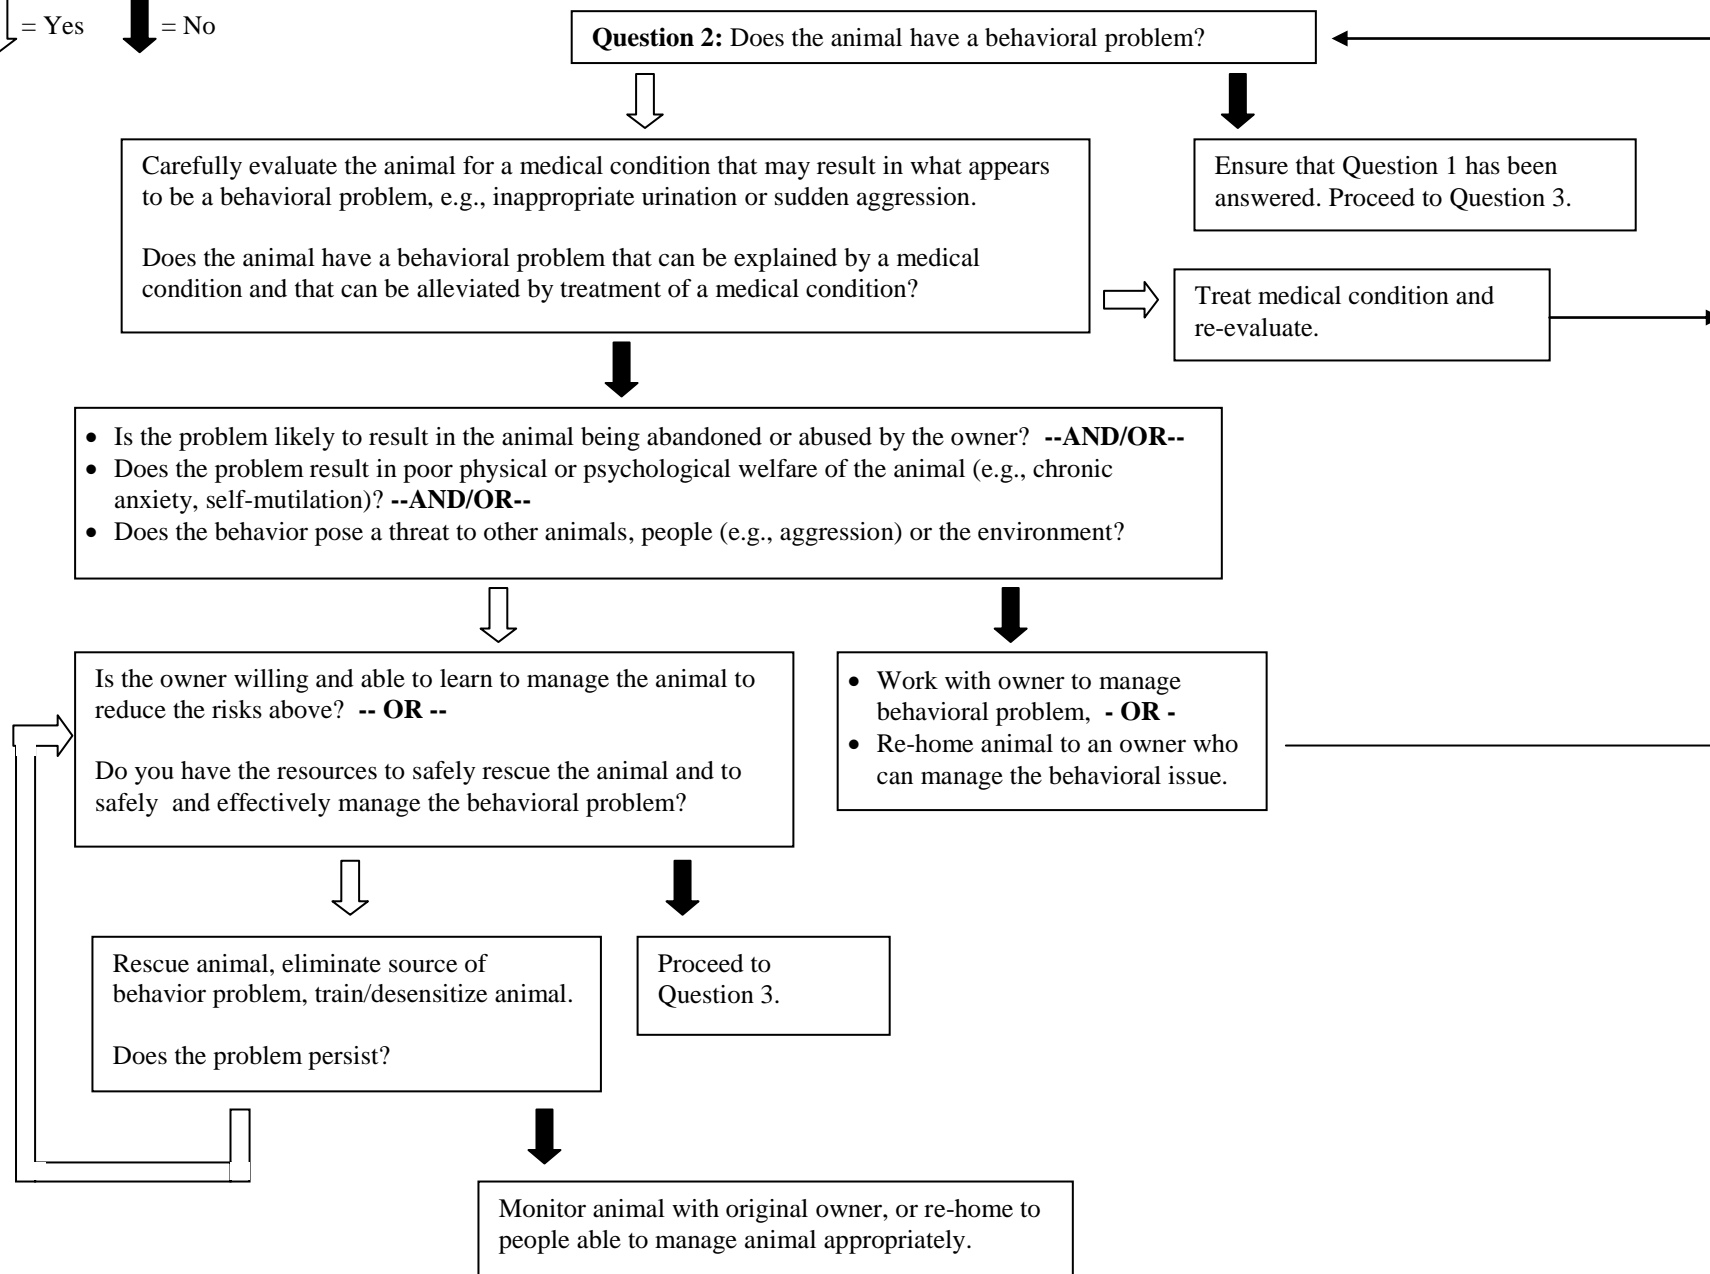 = Yes = No
Question 2: Does the animal have a behavioral problem?
Carefully evaluate the animal for a medical condition that may result in what appears
to be a behavioral problem, e.g., inappropriate urination or sudden aggression.
Does the animal have a behavioral problem that can be explained by a medical
condition and that can be alleviated by treatment of a medical condition?
Ensure that Question 1 has been
answered. Proceed to Question 3.
Treat medical condition and
re-evaluate.
• Is the problem likely to result in the animal being abandoned or abused by the owner? --AND/OR--
• Does the problem result in poor physical or psychological welfare of the animal (e.g., chronic
anxiety, self-mutilation)? --AND/OR--
• Does the behavior pose a threat to other animals, people (e.g., aggression) or the environment?
Is the owner willing and able to learn to manage the animal to
reduce the risks above? -- OR --
Do you have the resources to safely rescue the animal and to
safely and effectively manage the behavioral problem?
• Work with owner to manage
behavioral problem, - OR -
• Re-home animal to an owner who
can manage the behavioral issue.
Rescue animal, eliminate source of
behavior problem, train/desensitize animal.
Does the problem persist?
Proceed to
Question 3.
Monitor animal with original owner, or re-home to
people able to manage animal appropriately.